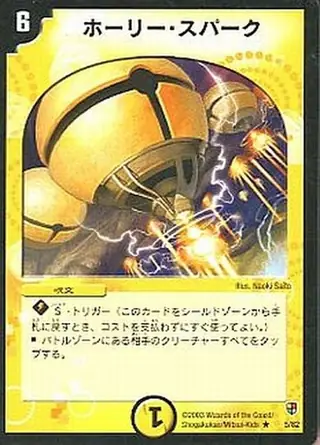 6
ホーリー・スパーク
Illus. Naoki Saito
呪文
S・トリガー（このカードをシールドゾーンから手
札に戻すとき、コストを支払わずにすぐ使ってよい。）
■ バトルゾーンにある相手のクリーチャーすべてをタッ
プする。
1
©2003 Wizards of the Coast/
Shogakukan/Mitsui-Kids ★ 5/82